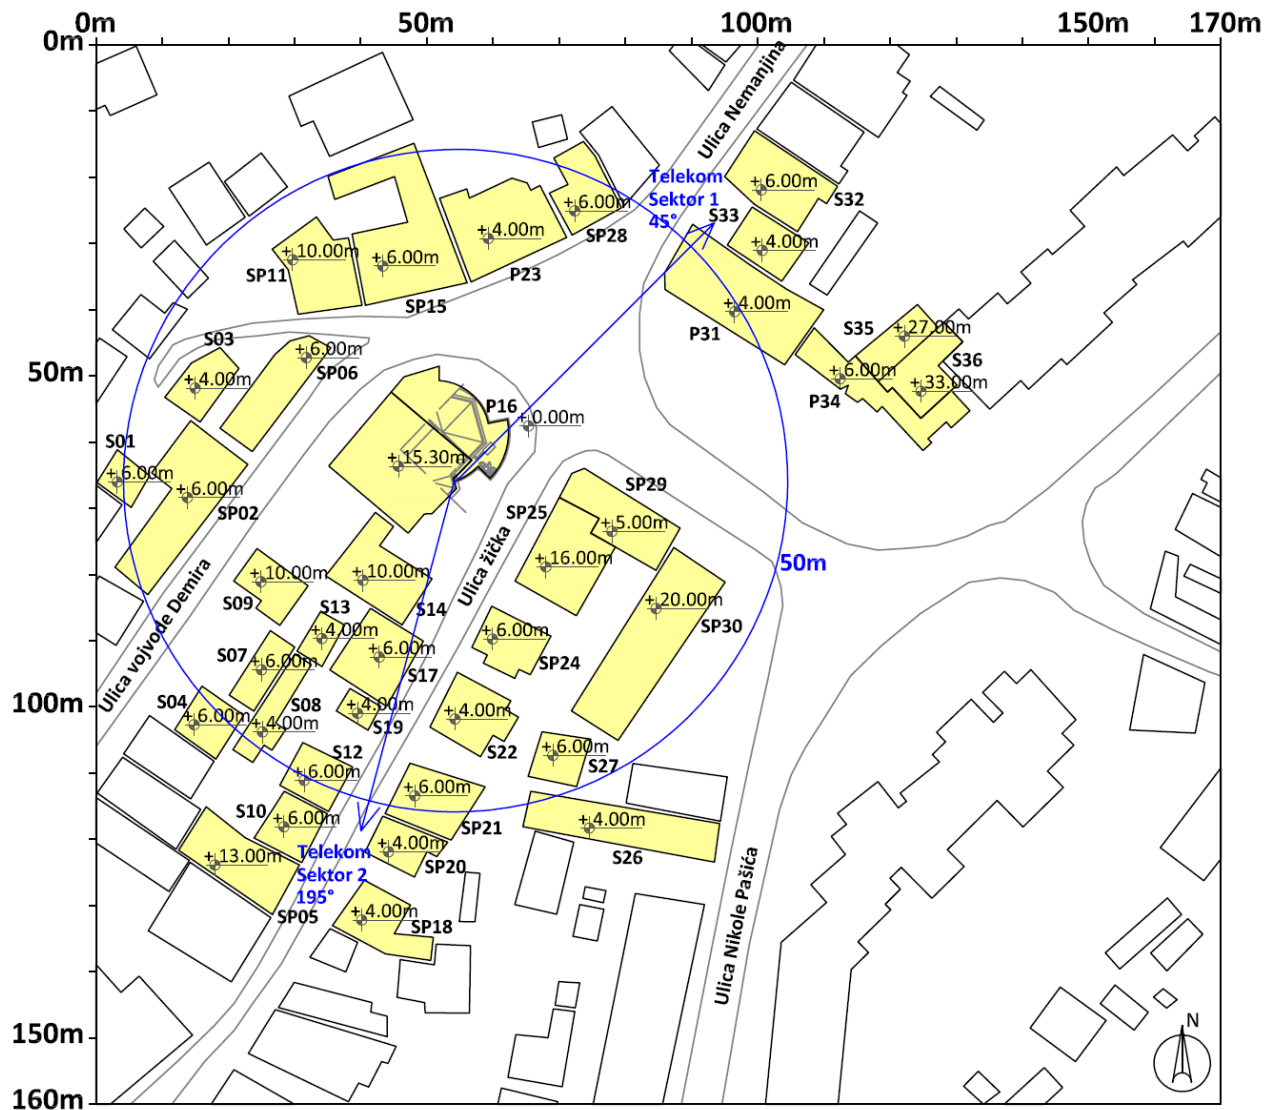 0m 50m 100m 150m 170m
0m
Ulica Nemanjina
Telekom
Sektor 1
45°
+6.00m
S32
+6.00m
SP28
S33
+4.00m
+4.00m
P23
+10.00m
SP11
+6.00m
SP15
+4.00m
P31
S35
+27.00m
S03
+4.00m
+6.00m
SP06
S36
+33.00m
+6.00m
P34
50m
P16
+0.00m
+15.30m
S01
+6.00m
+6.00m
SP02
SP29
+5.00m
SP25
+16.00m
50m
Ulica žička
Ulica vojvode Demira
+10.00m
S09
+10.00m
S14
+20.00m
SP30
S13
+4.00m
+6.00m
SP24
S07
+6.00m
+6.00m
S17
S04
+6.00m
S08
+4.00m
+4.00m
S19
+4.00m
S22
100m
+6.00m
S27
S12
+6.00m
+6.00m
SP21
S10
+6.00m
+4.00m
S26
+4.00m
SP20
+13.00m
SP05
Telekom
Sektor 2
195°
+4.00m
SP18
Ulica Nikole Pašića
150m
N
160m